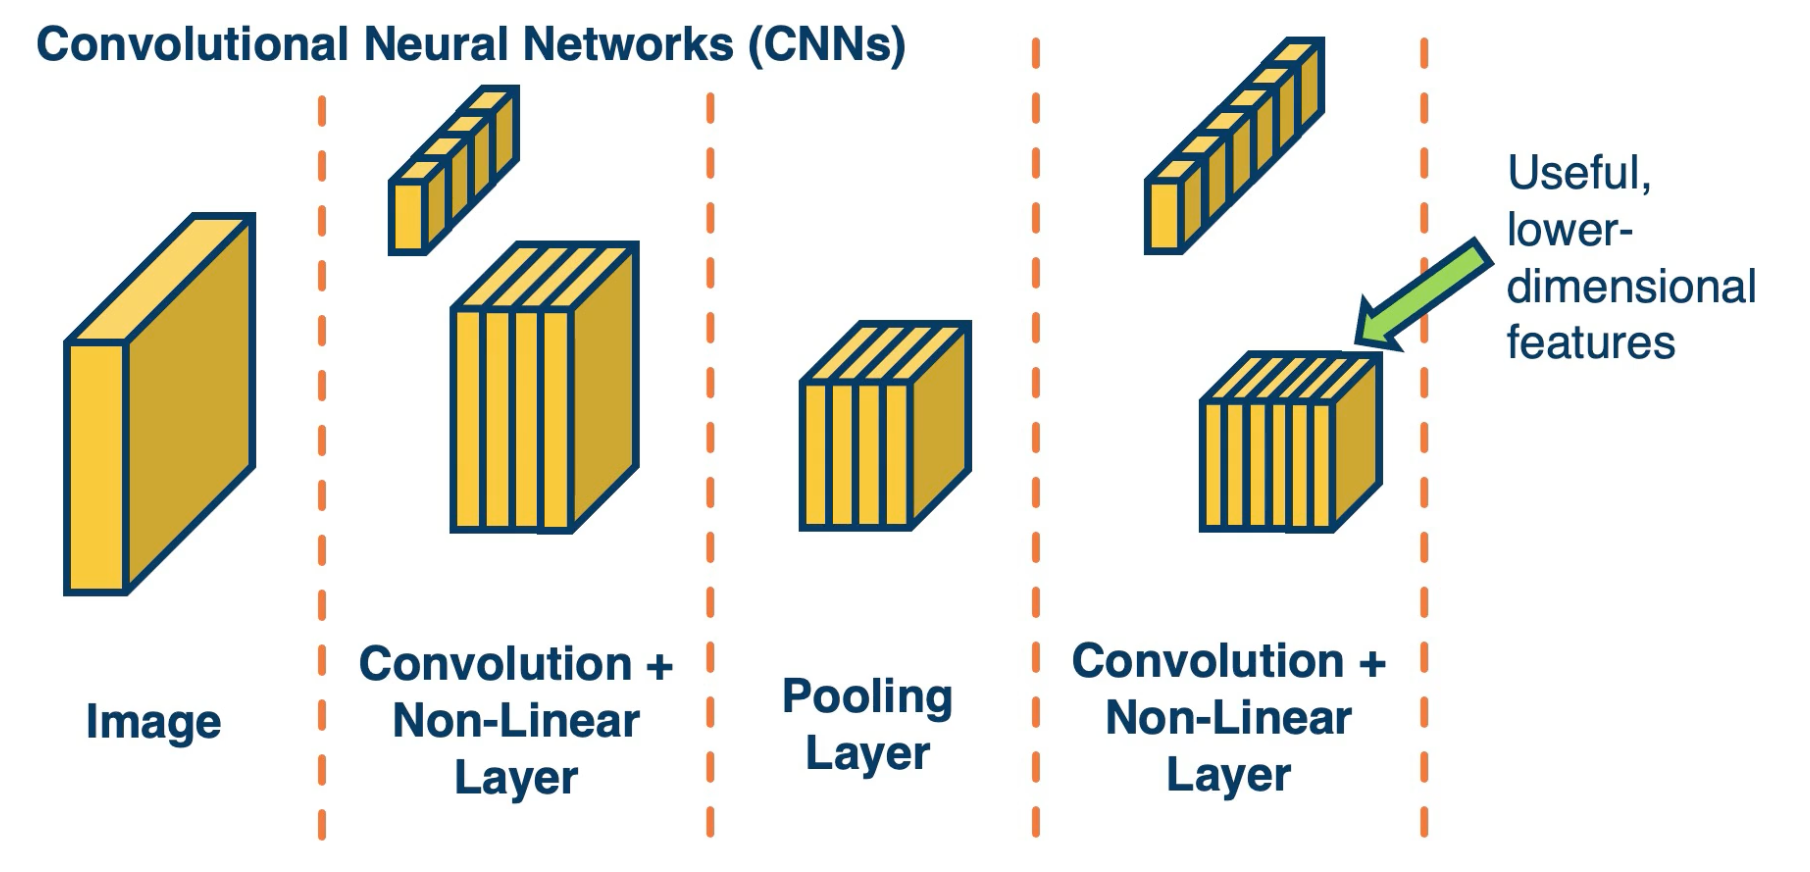 Convolutional Neural Networks (CNNs)
Useful,
lower-
dimensional
features
Image
Convolution +
Non-Linear
Layer
Pooling
Layer
Convolution +
Non-Linear
Layer